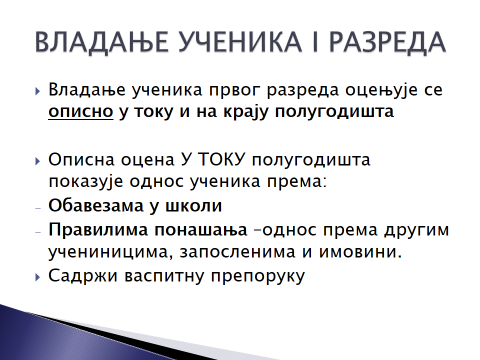 ВЛАДАЊЕ УЧЕНИКА I РАЗРЕДА
Владање ученика првог разреда оцењује се
описно у току и на крају полугодишта
Описна оцена У ТОКУ полугодишта
показује однос ученика према:
Обавезама у школи
Правилима понашања –однос према другим
учениницима, запосленима и имовини.
Садржи васпитну препоруку